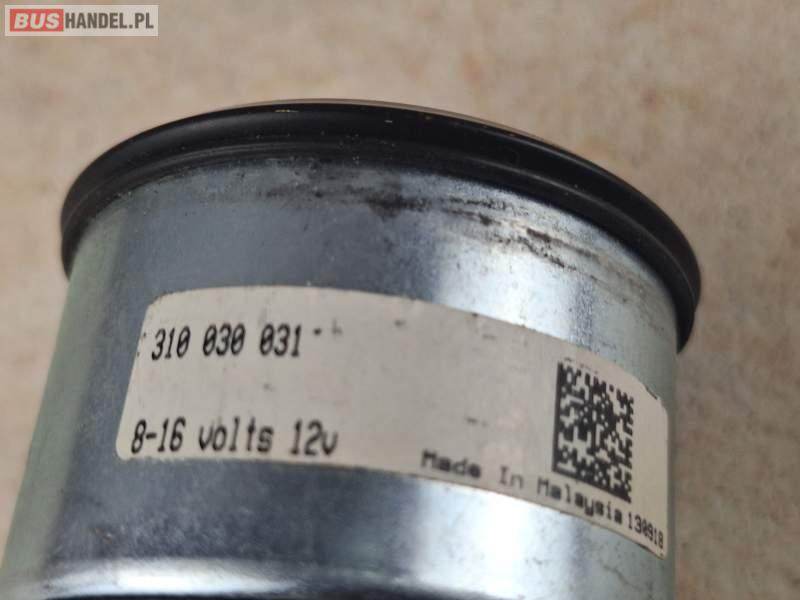 BUSHANDEL.PL
310 030 031
8-16 volts 12v
Made In Malaysia 130918